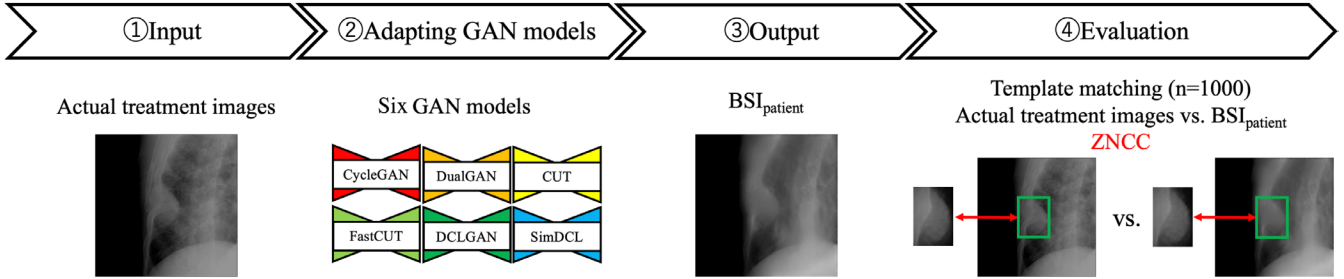 ①Input
②Adapting GAN models
③Output
④Evaluation
Actual treatment images
Six GAN models
CycleGAN
DualGAN
CUT
FastCUT
DCLGAN
SimDCL
BSIpatient
Template matching (n=1000)
Actual treatment images vs. BSIpatient
ZNCC
vs.